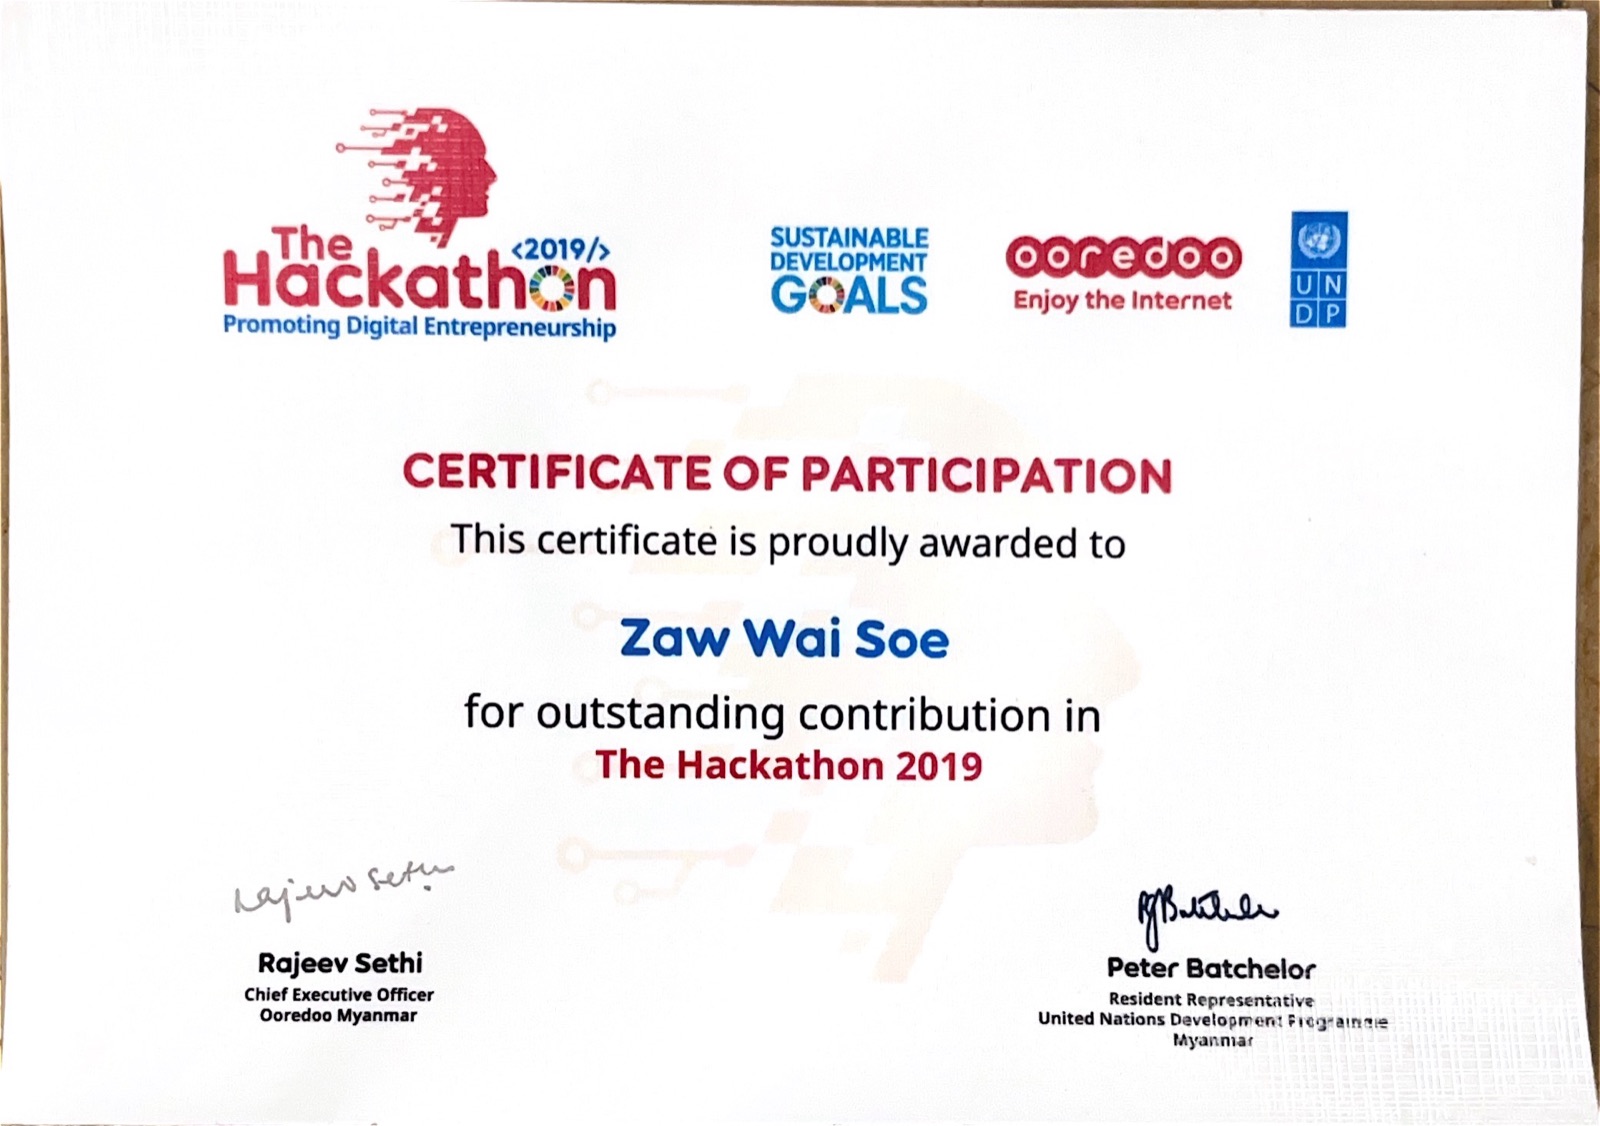 The
<2019/>
Hackathon
Promoting Digital Entrepreneurship
SUSTAINABLE
DEVELOPMENT
GOALS
ooredoo
Enjoy the Internet
U N
D P
CERTIFICATE OF PARTICIPATION
This certificate is proudly awarded to
Zaw Wai Soe
for outstanding contribution in
The Hackathon 2019
Rajeev Sethi
Rajeev Sethi
Chief Executive Officer
Ooredoo Myanmar
Peter Batchelor
Resident Representative
United Nations Development Programme
Myanmar